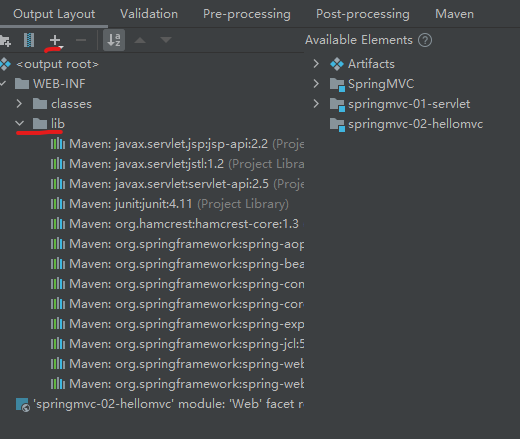 Output Layout Validation Pre-processing Post-processing Maven
Available Elements ?
<output root>
WEB-INF
classes
lib
Maven: javax.servlet.jsp:jsp-api:2.2 (Proje
Maven: javax.servlet:jstl:1.2 (Project Libra
Maven: javax.servlet:servlet-api:2.5 (Projec
Maven: junit:junit:4.11 (Project Library)
Maven: org.hamcrest:hamcrest-core:1.3
Maven: org.springframework:spring-aop
Maven: org.springframework:spring-bea
Maven: org.springframework:spring-con
Maven: org.springframework:spring-cor
Maven: org.springframework:spring-exp
Maven: org.springframework:spring-jcl:5
Maven: org.springframework:spring-web
Maven: org.springframework:spring-web
'springmvc-02-hellomvc' module: 'Web' facet re
Artifacts
SpringMVC
springmvc-01-servlet
springmvc-02-hellomvc